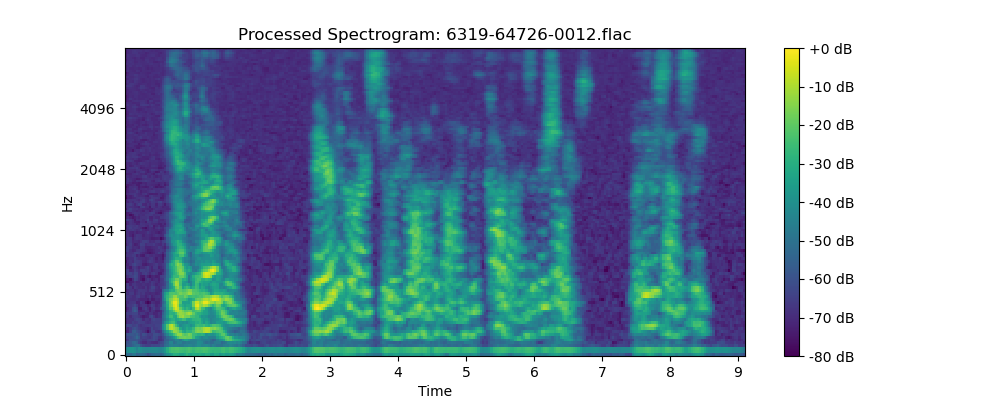 Processed Spectrogram: 6319-64726-0012.flac
Hz
4096
2048
1024
512
0
0 1 2 3 4 5 6 7 8 9
Time
+0 dB
-10 dB
-20 dB
-30 dB
-40 dB
-50 dB
-60 dB
-70 dB
-80 dB